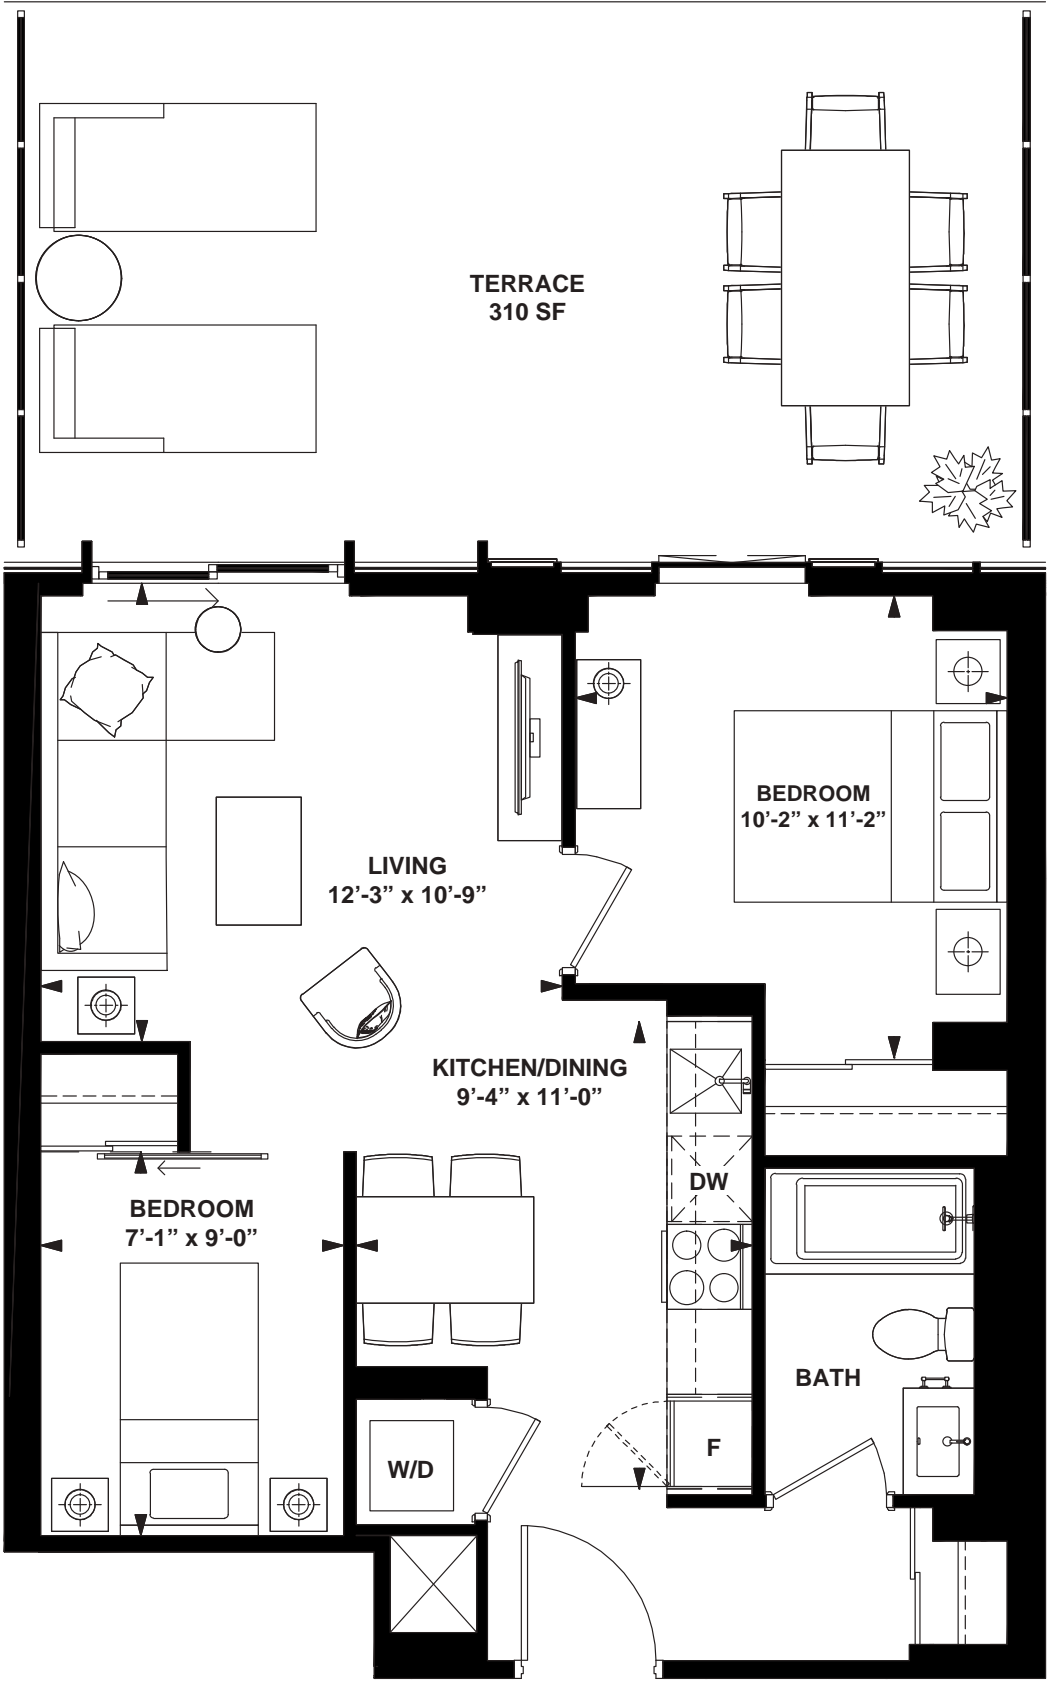 TERRACE
310 SF
BEDROOM
10’-2” x 11’-2”
LIVING
12’-3” x 10’-9”
KITCHEN/DINING
9’-4” x 11’-0”
DW
BEDROOM
7’-1” x 9’-0”
BATH
F
W/D